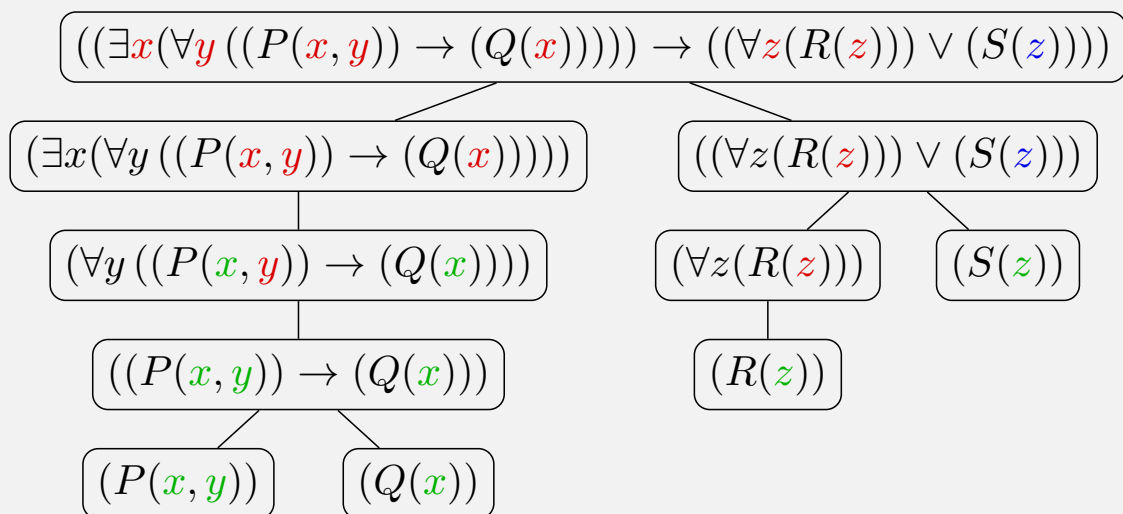 ((∃x(∀y ((P(x, y)) → (Q(x))))) → ((∀z(R(z))) ∨ (S(z))))
(∃x(∀y ((P(x, y)) → (Q(x)))))
((∀z(R(z))) ∨ (S(z)))
(∀y ((P(x, y)) → (Q(x))))
(∀z(R(z)))
(S(z))
((P(x, y)) → (Q(x)))
(R(z))
(P(x, y))
(Q(x))